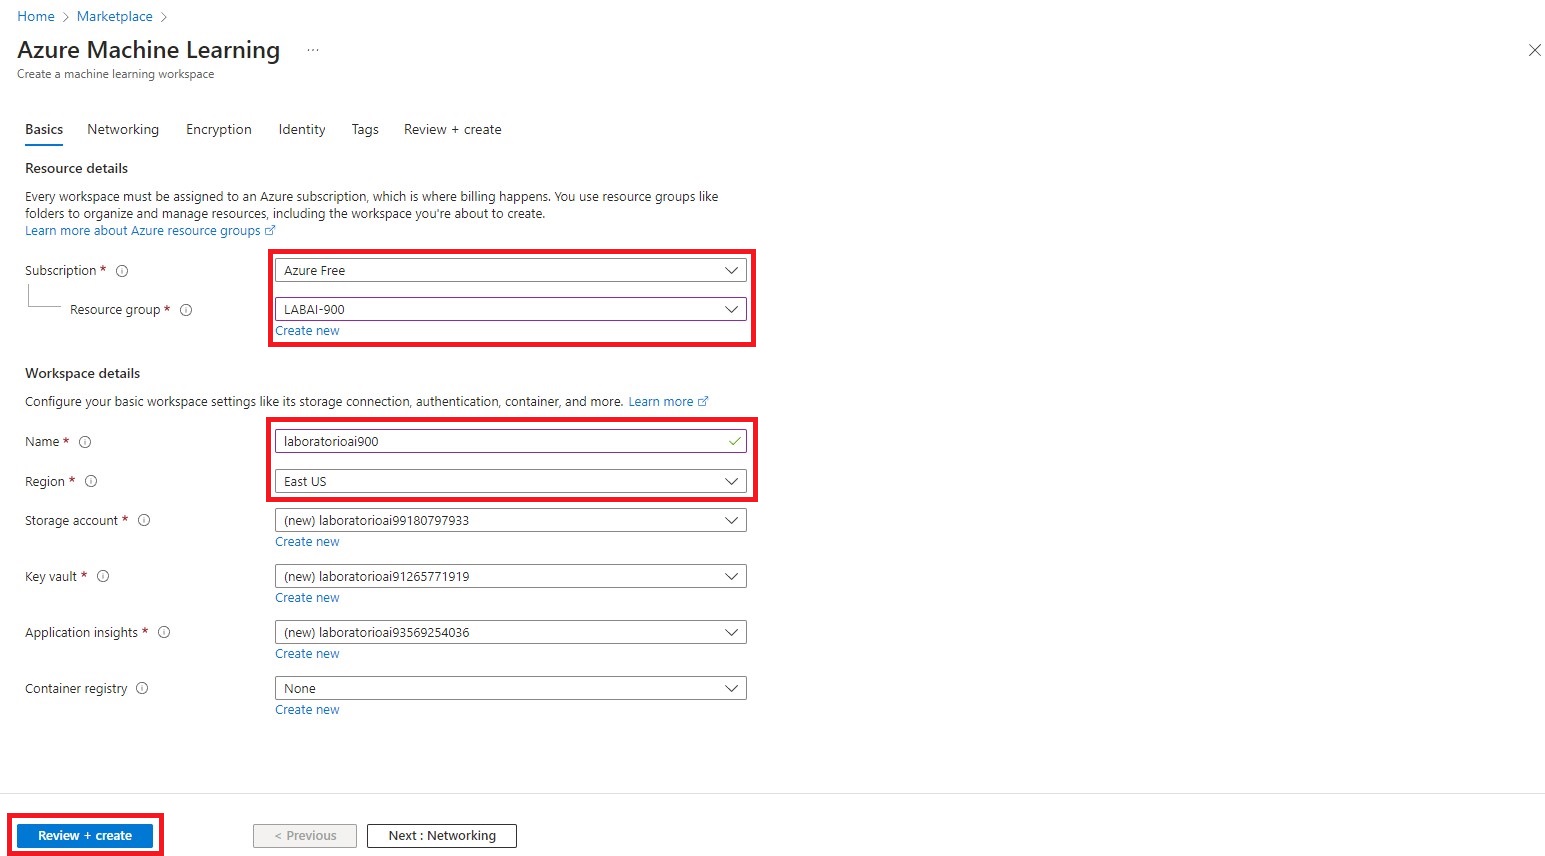 Home > Marketplace >
Azure Machine Learning ...
Create a machine learning workspace
Basics Networking Encryption Identity Tags Review + create
Resource details
Every workspace must be assigned to an Azure subscription, which is where billing happens. You use resource groups like
folders to organize and manage resources, including the workspace you're about to create.
Learn more about Azure resource groups
Subscription * Azure Free
Resource group * LABAI-900
Create new
Workspace details
Configure your basic workspace settings like its storage connection, authentication, container, and more. Learn more
Name * laboratorioai900
Region * East US
Storage account * (new) laboratorioai99180797933
Create new
Key vault * (new) laboratorioai91265771919
Create new
Application insights * (new) laboratorioai93569254036
Create new
Container registry None
Create new
Review + create < Previous Next : Networking